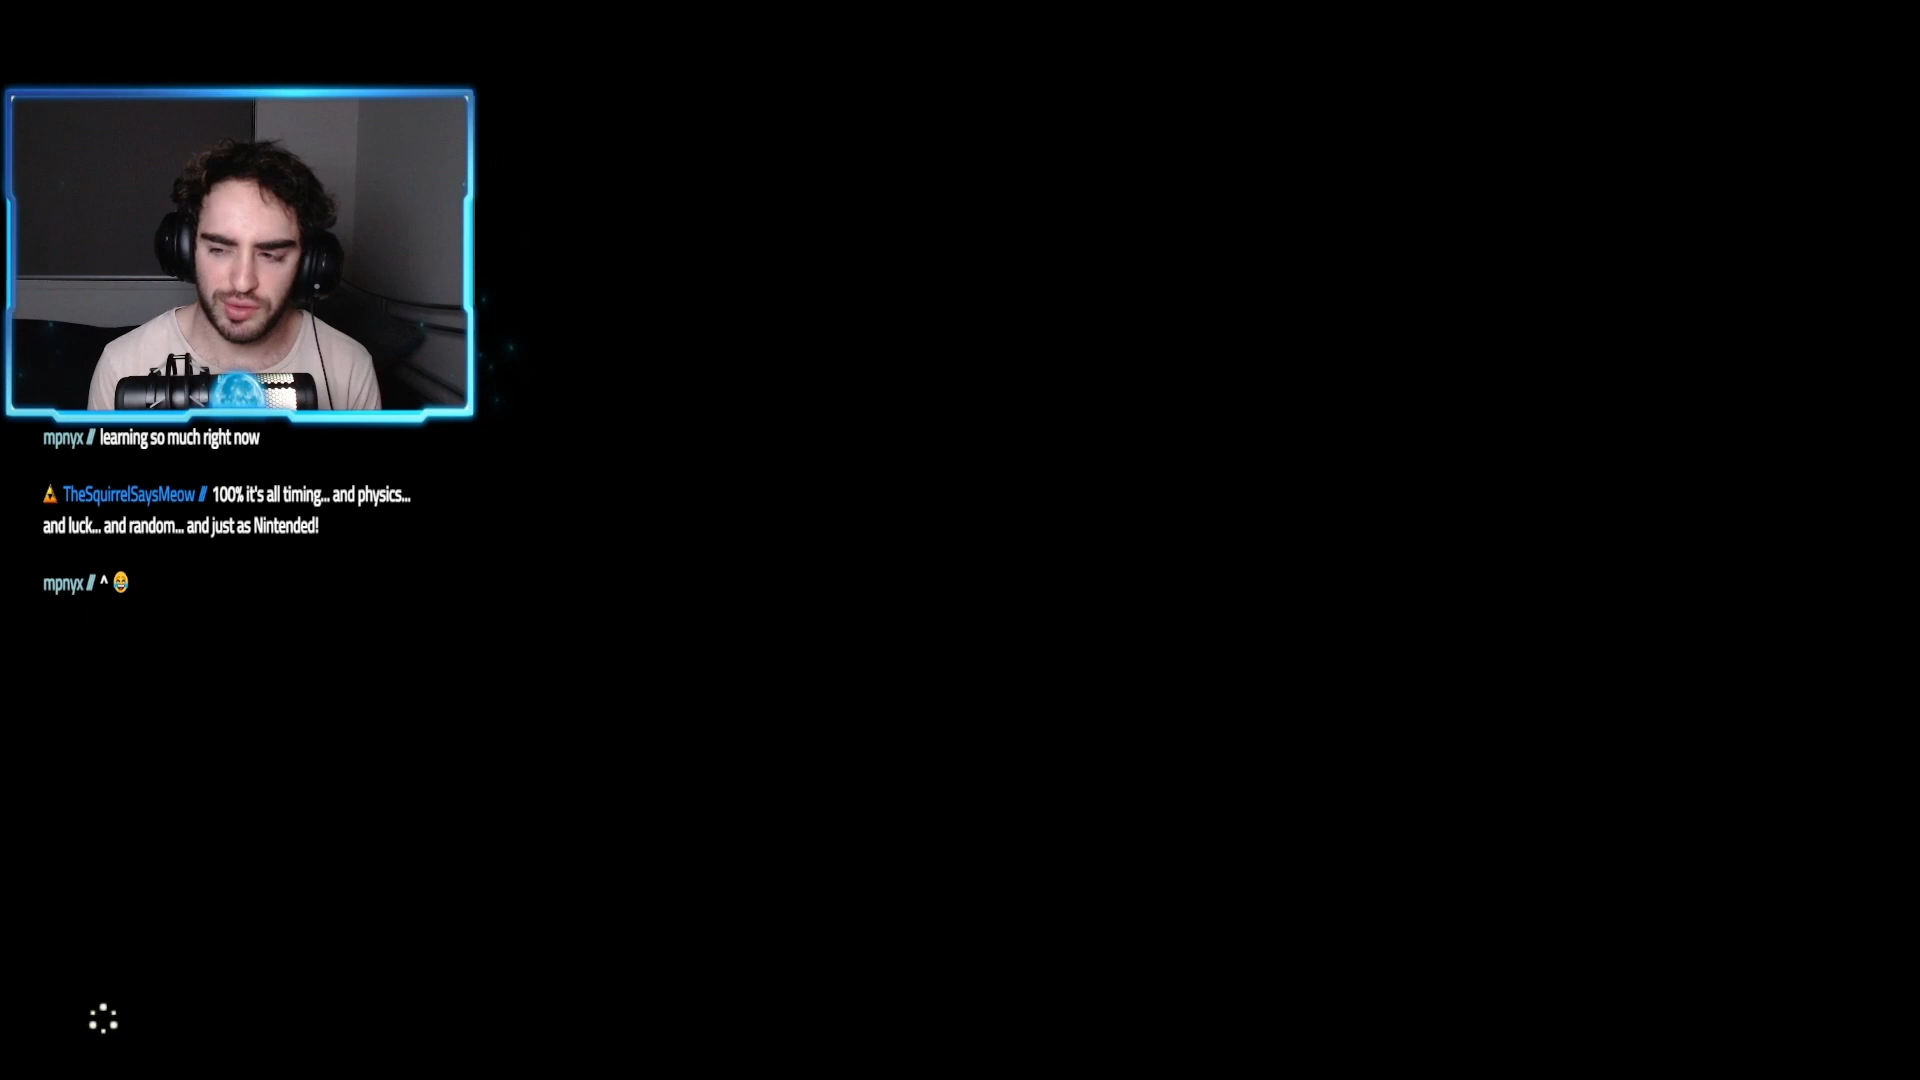 mpnyx // learning so much right now
TheSquirrelSaysMeow // 100% it's all timing... and physics...
and luck... and random... and just as Nintended!
mpnyx // ^ 😂